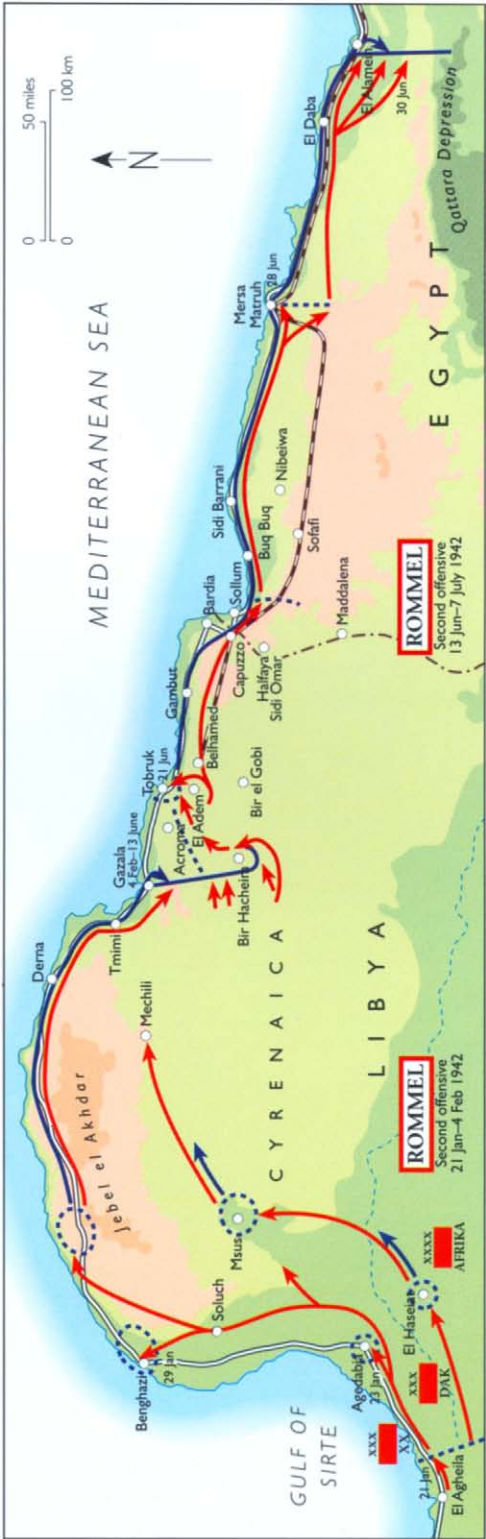 50 miles
0
100 km
0
N
MEDITERRANEAN SEA
GULF OF
SIRTE
Jebel el Akhdar
CYRENAICA
LIBYA
EGYPT
Qattara Depression
El Agheila
21 Jan
Agedabia
23 Jan
El Haseiat
Msus
Soluch
Benghazi
29 Jan
Mechili
Derna
Tmimi
Gazala
4 Feb–13 June
Acroma
Bir Hacheim
Tobruk
21 Jun
El Adem
Belhamed
Bir el Gobi
Gambut
Bardia
Sollum
Capuzzo
Halfaya
Sidi Omar
Maddalena
Buq Buq
Sidi Barrani
Nibeiwa
Sofafi
Mersa
Matruh
28 Jun
El Daba
El Alamein
30 Jun
XXX
XX
XXX
DAK
XXXX
AFRIKA
ROMMEL
Second offensive
21 Jan–4 Feb 1942
ROMMEL
Second offensive
13 Jun–7 July 1942